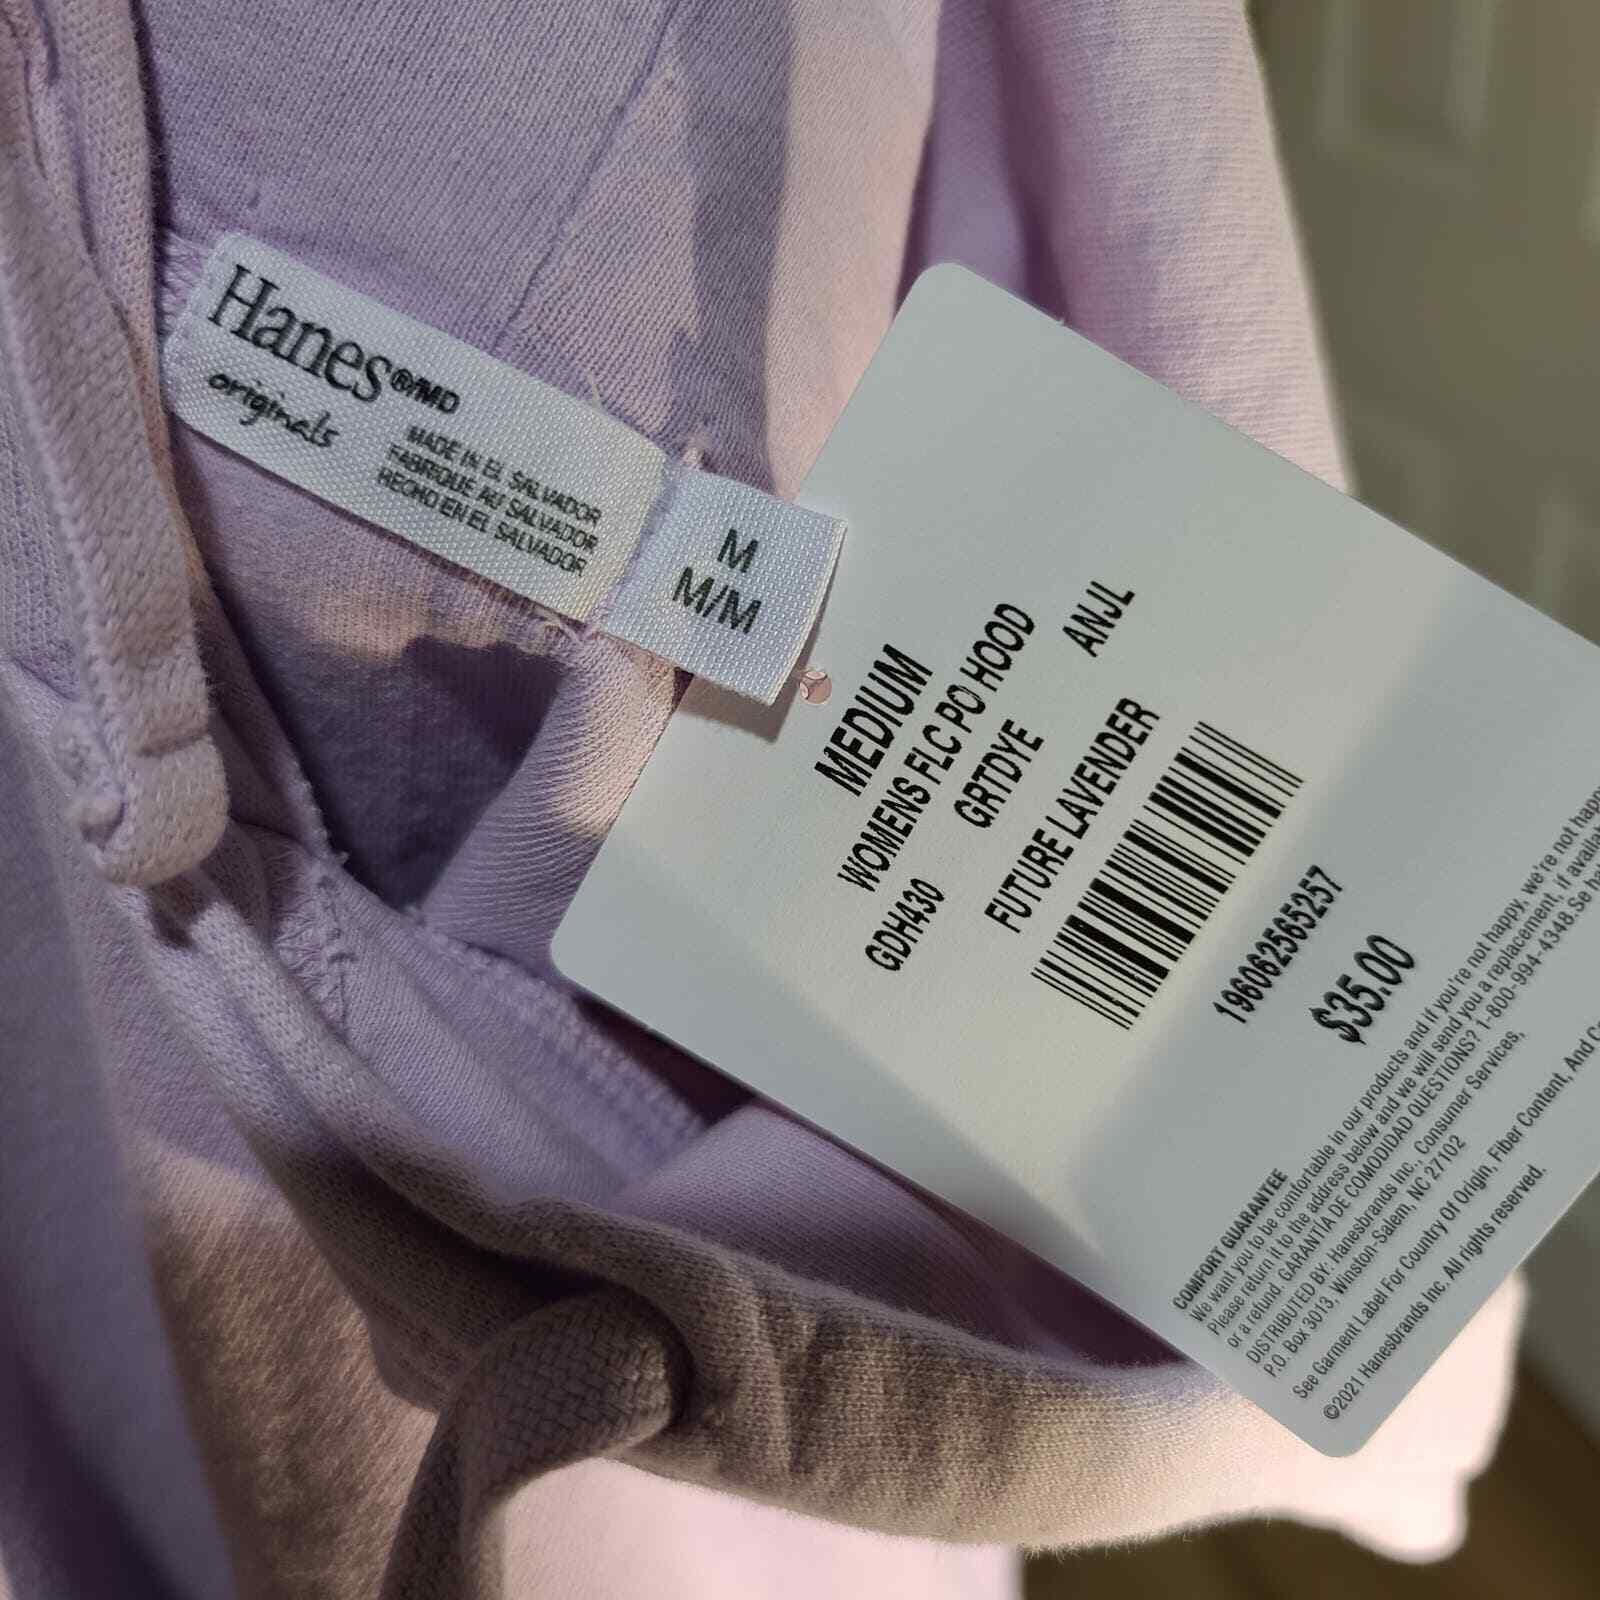 Hanes®/MD
originals
MADE IN EL SALVADOR
FABRIQUÉ AU SALVADOR
HECHO EN EL SALVADOR
M
M/M
MEDIUM
WOMENS FLC PO HOOD
GDH430 GRTDYE ANJL
FUTURE LAVENDER
196062565257
$35.00
COMFORT GUARANTEE
We want you to be comfortable in our products and if you're not happy, we're not happy
Please return it to the address below and we will send you a replacement, if
or a refund. GARANTÍA DE COMODIDAD QUESTIONS? 1-800-994-4348. Se
DISTRIBUTED BY: Hanesbrands Inc., Consumer Services,
P.O. Box 3013, Winston-Salem, NC 27102
See Garment Label For Country Of Origin, Fiber Content, And
©2021 Hanesbrands Inc. All rights reserved.